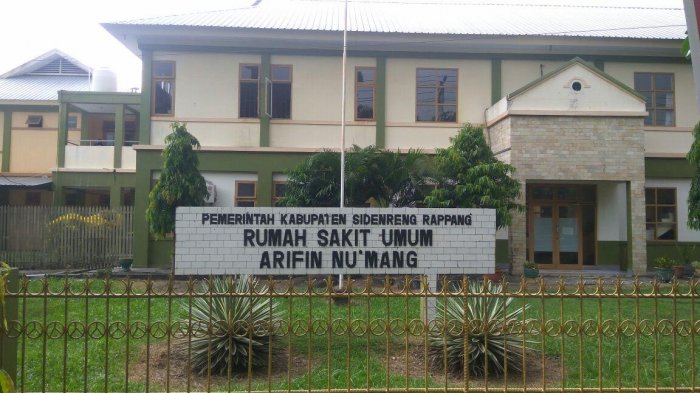 PEMERINTAH KABUPATEN SIDENRENG RAPPANG
RUMAH SAKIT UMUM
ARIFIN NU'MANG